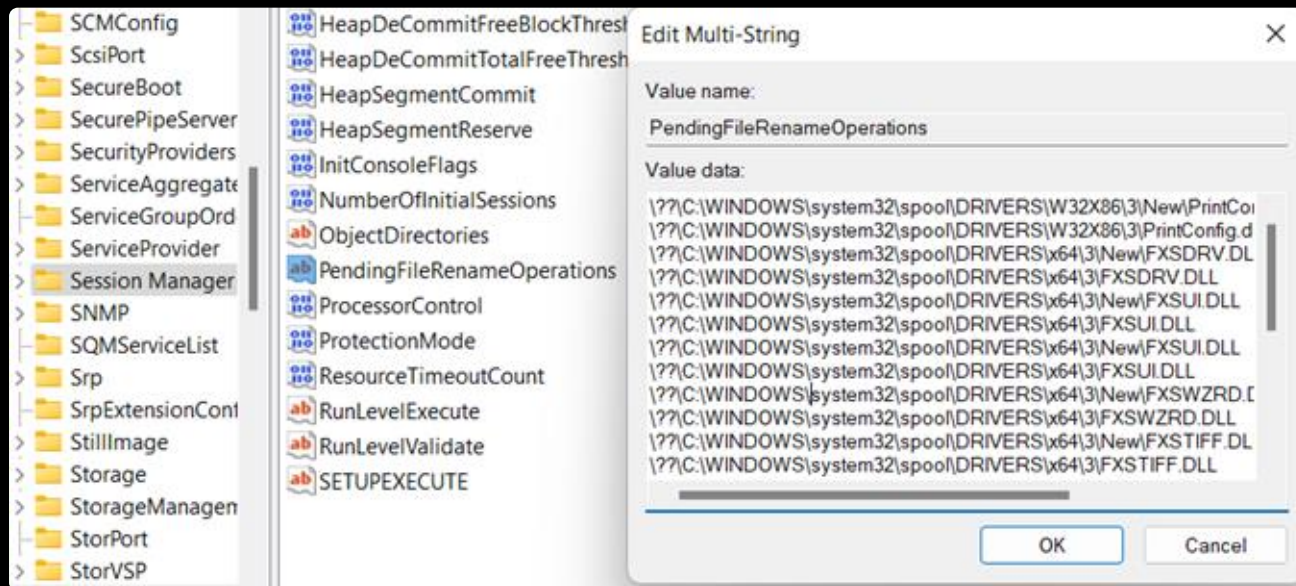 SCMConfig
ScsiPort
SecureBoot
SecurePipeServer
SecurityProviders
ServiceAggregate
ServiceGroupOrd
ServiceProvider
Session Manager
SNMP
SQMServiceList
Srp
SrpExtensionConf
StillImage
Storage
StorageManagem
StorPort
StorVSP
HeapDeCommitFreeBlockThresh
HeapDeCommitTotalFreeThresh
HeapSegmentCommit
HeapSegmentReserve
InitConsoleFlags
NumberOfInitialSessions
ObjectDirectories
PendingFileRenameOperations
ProcessorControl
ProtectionMode
ResourceTimeoutCount
RunLevelExecute
RunLevelValidate
SETUPEXECUTE
Edit Multi-String
Value name:
PendingFileRenameOperations
Value data:
\??\C:\WINDOWS\system32\spool\DRIVERS\W32X86\3\New\PrintCon
\??\C:\WINDOWS\system32\spool\DRIVERS\W32X86\3\PrintConfig.d
\??\C:\WINDOWS\system32\spool\DRIVERS\x64\3\New\FXSDRV.DL
\??\C:\WINDOWS\system32\spool\DRIVERS\x64\3\FXSDRV.DLL
\??\C:\WINDOWS\system32\spool\DRIVERS\x64\3\New\FXSUI.DLL
\??\C:\WINDOWS\system32\spool\DRIVERS\x64\3\FXSUI.DLL
\??\C:\WINDOWS\system32\spool\DRIVERS\x64\3\New\FXSUI.DLL
\??\C:\WINDOWS\system32\spool\DRIVERS\x64\3\FXSUI.DLL
\??\C:\WINDOWS\system32\spool\DRIVERS\x64\3\New\FXSWZRD.D
\??\C:\WINDOWS\system32\spool\DRIVERS\x64\3\FXSWZRD.DLL
\??\C:\WINDOWS\system32\spool\DRIVERS\x64\3\New\FXSTIFF.DL
\??\C:\WINDOWS\system32\spool\DRIVERS\x64\3\FXSTIFF.DLL
OK
Cancel